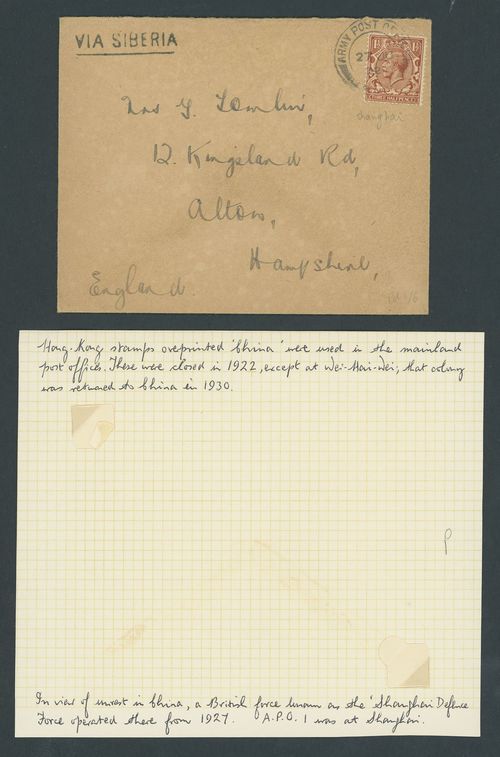 VIA SIBERIA
ARMY POST OF
27
Mrs G. Tomlin,
12. Kingsland Rd,
Alton,
Hampshire,
England.
Shanghai
Hong-Kong stamps overprinted 'China' were used in the mainland
post offices. These were closed in 1922, except at Wei-Hai-Wei, that colony
was returned to China in 1930.
P
In view of unrest in China, a British force known as the 'Shanghai Defence
Force operated there from 1927. A.P.O. 1 was at Shanghai.